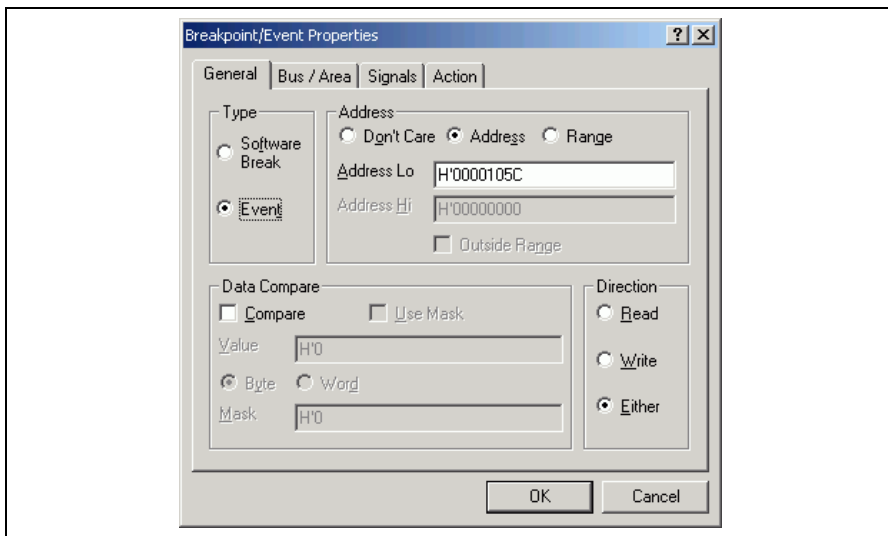 Breakpoint/Event Properties
General Bus / Area Signals Action
Type
Software
Break
Event
Address
Don't Care Address Range
Address Lo H'0000105C
Address Hi H'00000000
Outside Range
Data Compare
Compare Use Mask
Value H'0
Byte Word
Mask H'0
Direction
Read
Write
Either
OK Cancel